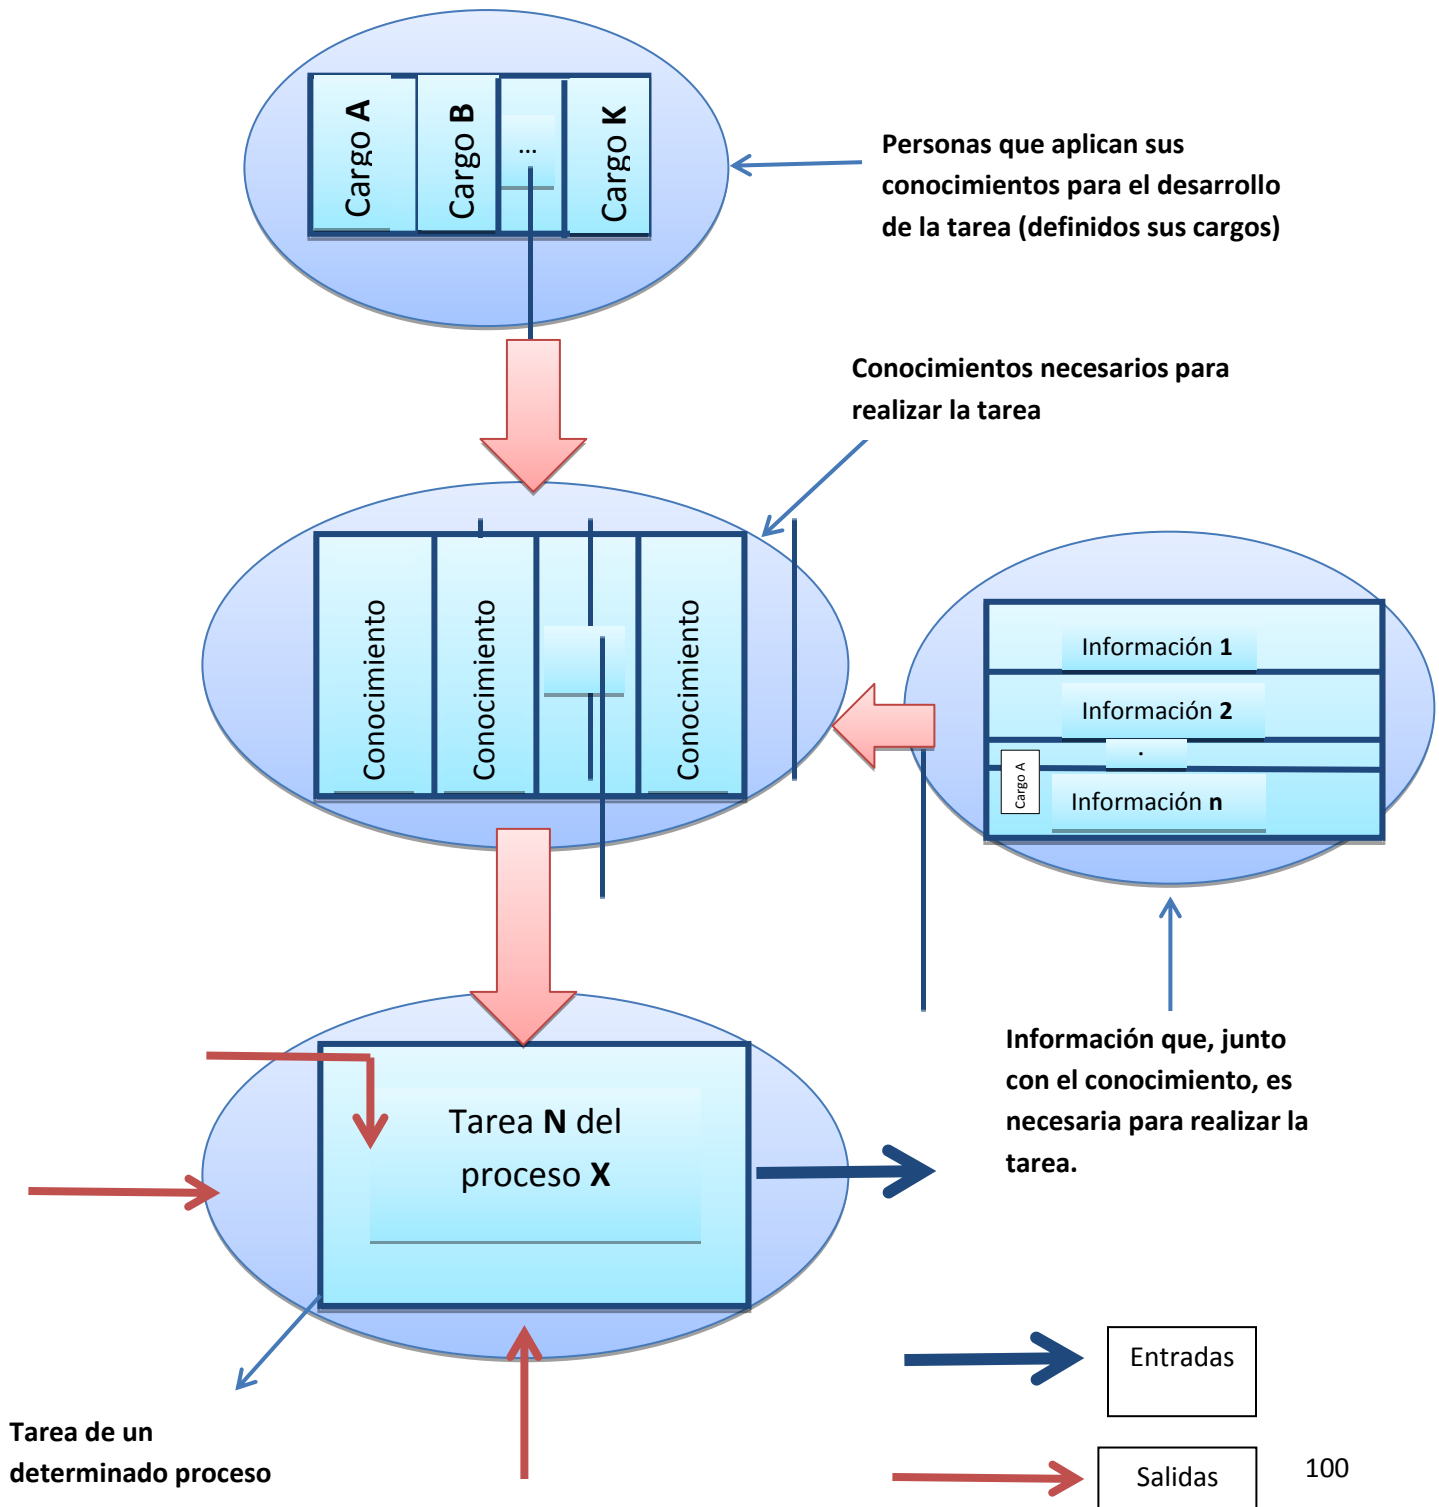 Cargo A
Cargo B
...
Cargo K
Personas que aplican sus
conocimientos para el desarrollo
de la tarea (definidos sus cargos)
Conocimientos necesarios para
realizar la tarea
Conocimiento
Conocimiento
Conocimiento
Información 1
Información 2
.
Cargo A
Información n
Información que, junto
con el conocimiento, es
necesaria para realizar la
tarea.
Tarea N del
proceso X
Tarea de un
determinado proceso
Entradas
Salidas
100